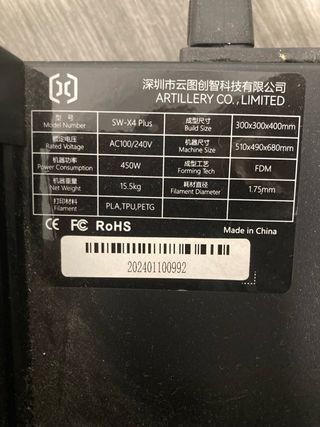 深圳市云图创智科技有限公司
ARTILLERY CO., LIMITED
型 号 SW-X4 Plus 成型尺寸 300x300x400mm
Model Number Build Size
额定电压 AC100/240V 机器尺寸 510x490x680mm
Rated Voltage Machine Size
机器功率 450W 成型工艺 FDM
Power Consumption Forming Tech
机器重量 15.5kg 耗材直径 1.75mm
Net Weight Filament Diameter
打印材料 PLA,TPU,PETG
Filament
CE FC RoHS
Made in China
202401100992